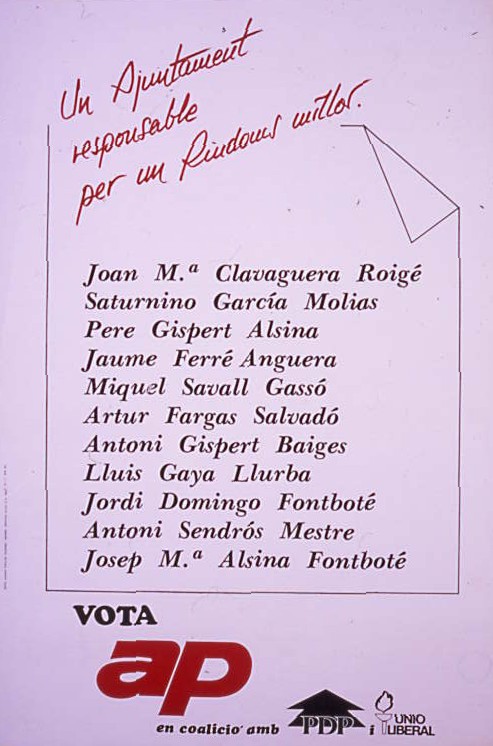 Un Ajuntament
responsable
per un Riudoms millor.
Joan M.ª Clavaguera Roigé
Saturnino García Molias
Pere Gispert Alsina
Jaume Ferré Anguera
Miquel Savall Gassó
Artur Fargas Salvadó
Antoni Gispert Baiges
Lluis Gaya Llurba
Jordi Domingo Fontboté
Antoni Sendrós Mestre
Josep M.ª Alsina Fontboté
VOTA
ap
en coalicio' amb PDP i UNIO LIBERAL